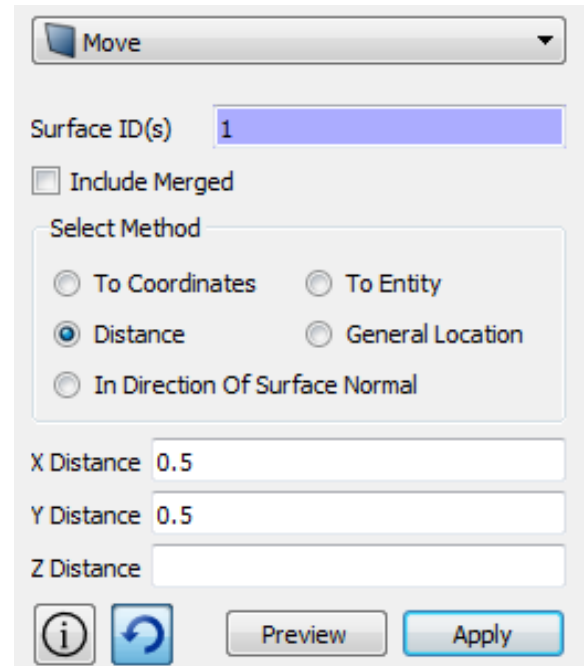 Move
Surface ID(s) 1
Include Merged
Select Method
To Coordinates To Entity
Distance General Location
In Direction Of Surface Normal
X Distance 0.5
Y Distance 0.5
Z Distance
Preview Apply